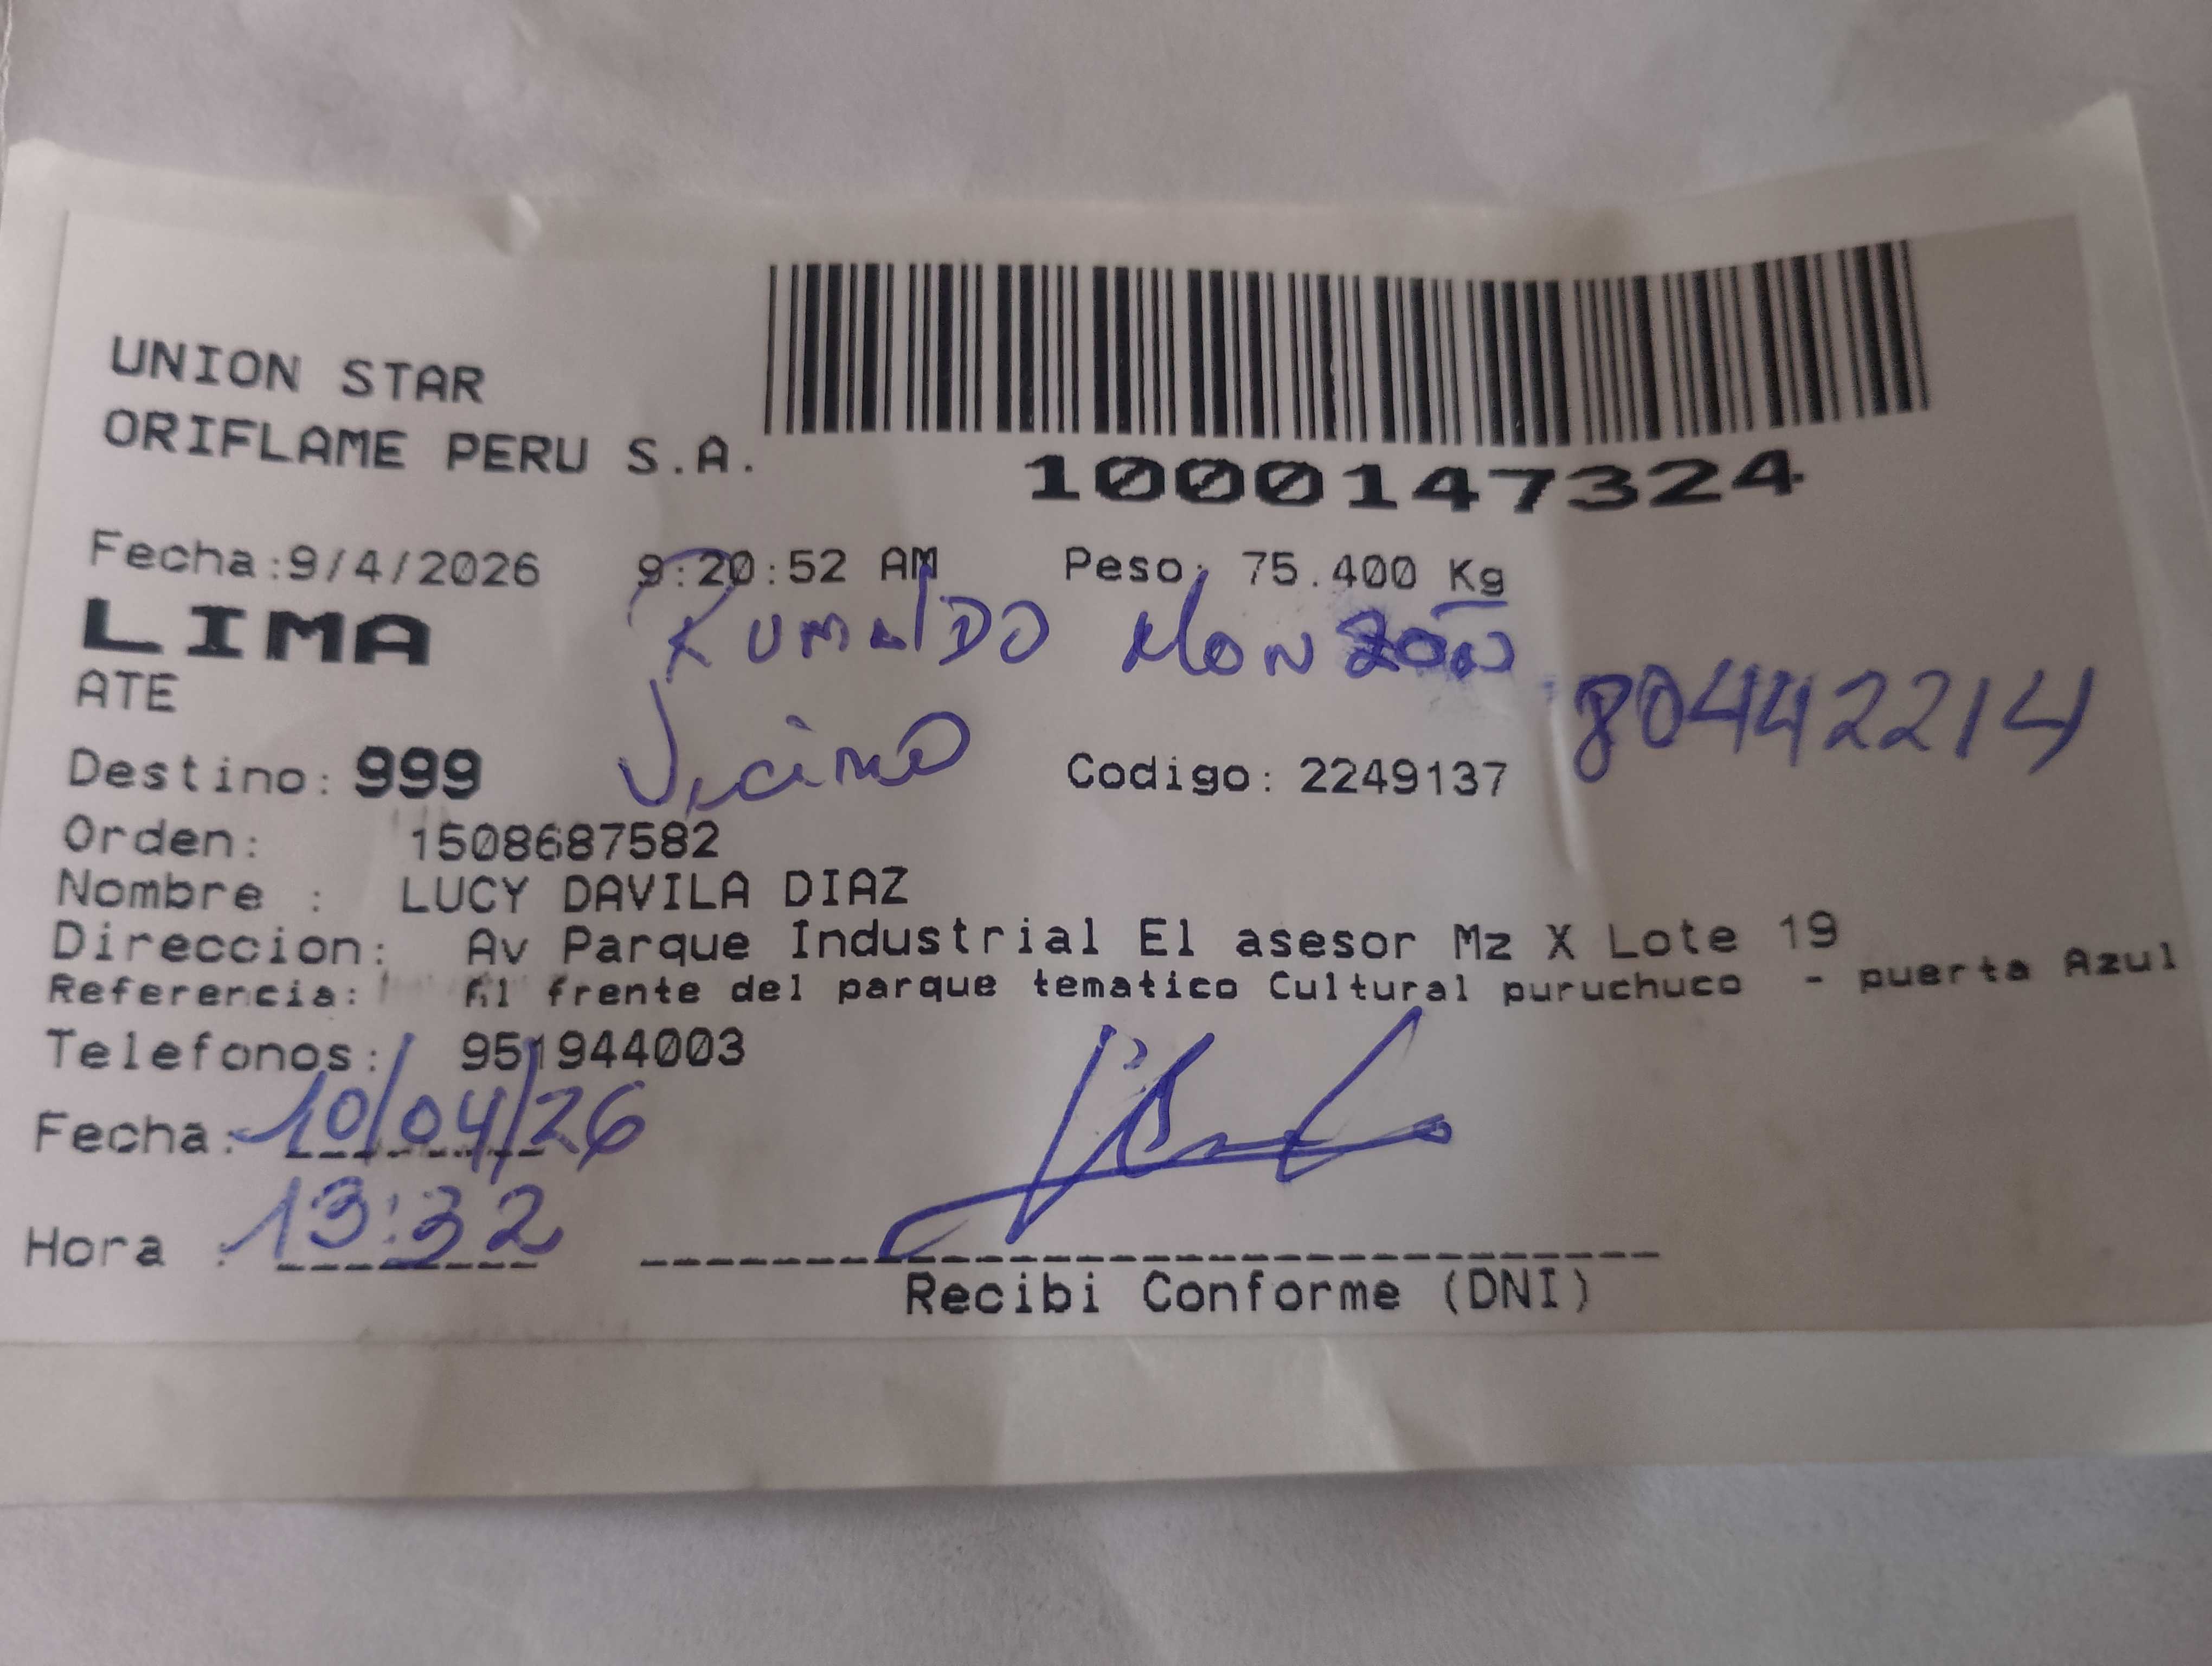 UNION STAR
ORIFLAME PERU S.A.
1000147324
Fecha:9/4/2026 9:20:52 AM Peso: 75.400 Kg
LIMA
RUMALDO MONZON
ATE
80442214
Destino: 999 Vecino Codigo: 2249137
Orden: 1508687582
Nombre : LUCY DAVILA DIAZ
Direccion: Av Parque Industrial El asesor Mz X Lote 19
Referencia: Al frente del parque tematico Cultural puruchuco - puerta Azul
Telefonos: 951944003
Fecha: 10/04/26
Hora : 13:32
Recibi Conforme (DNI)